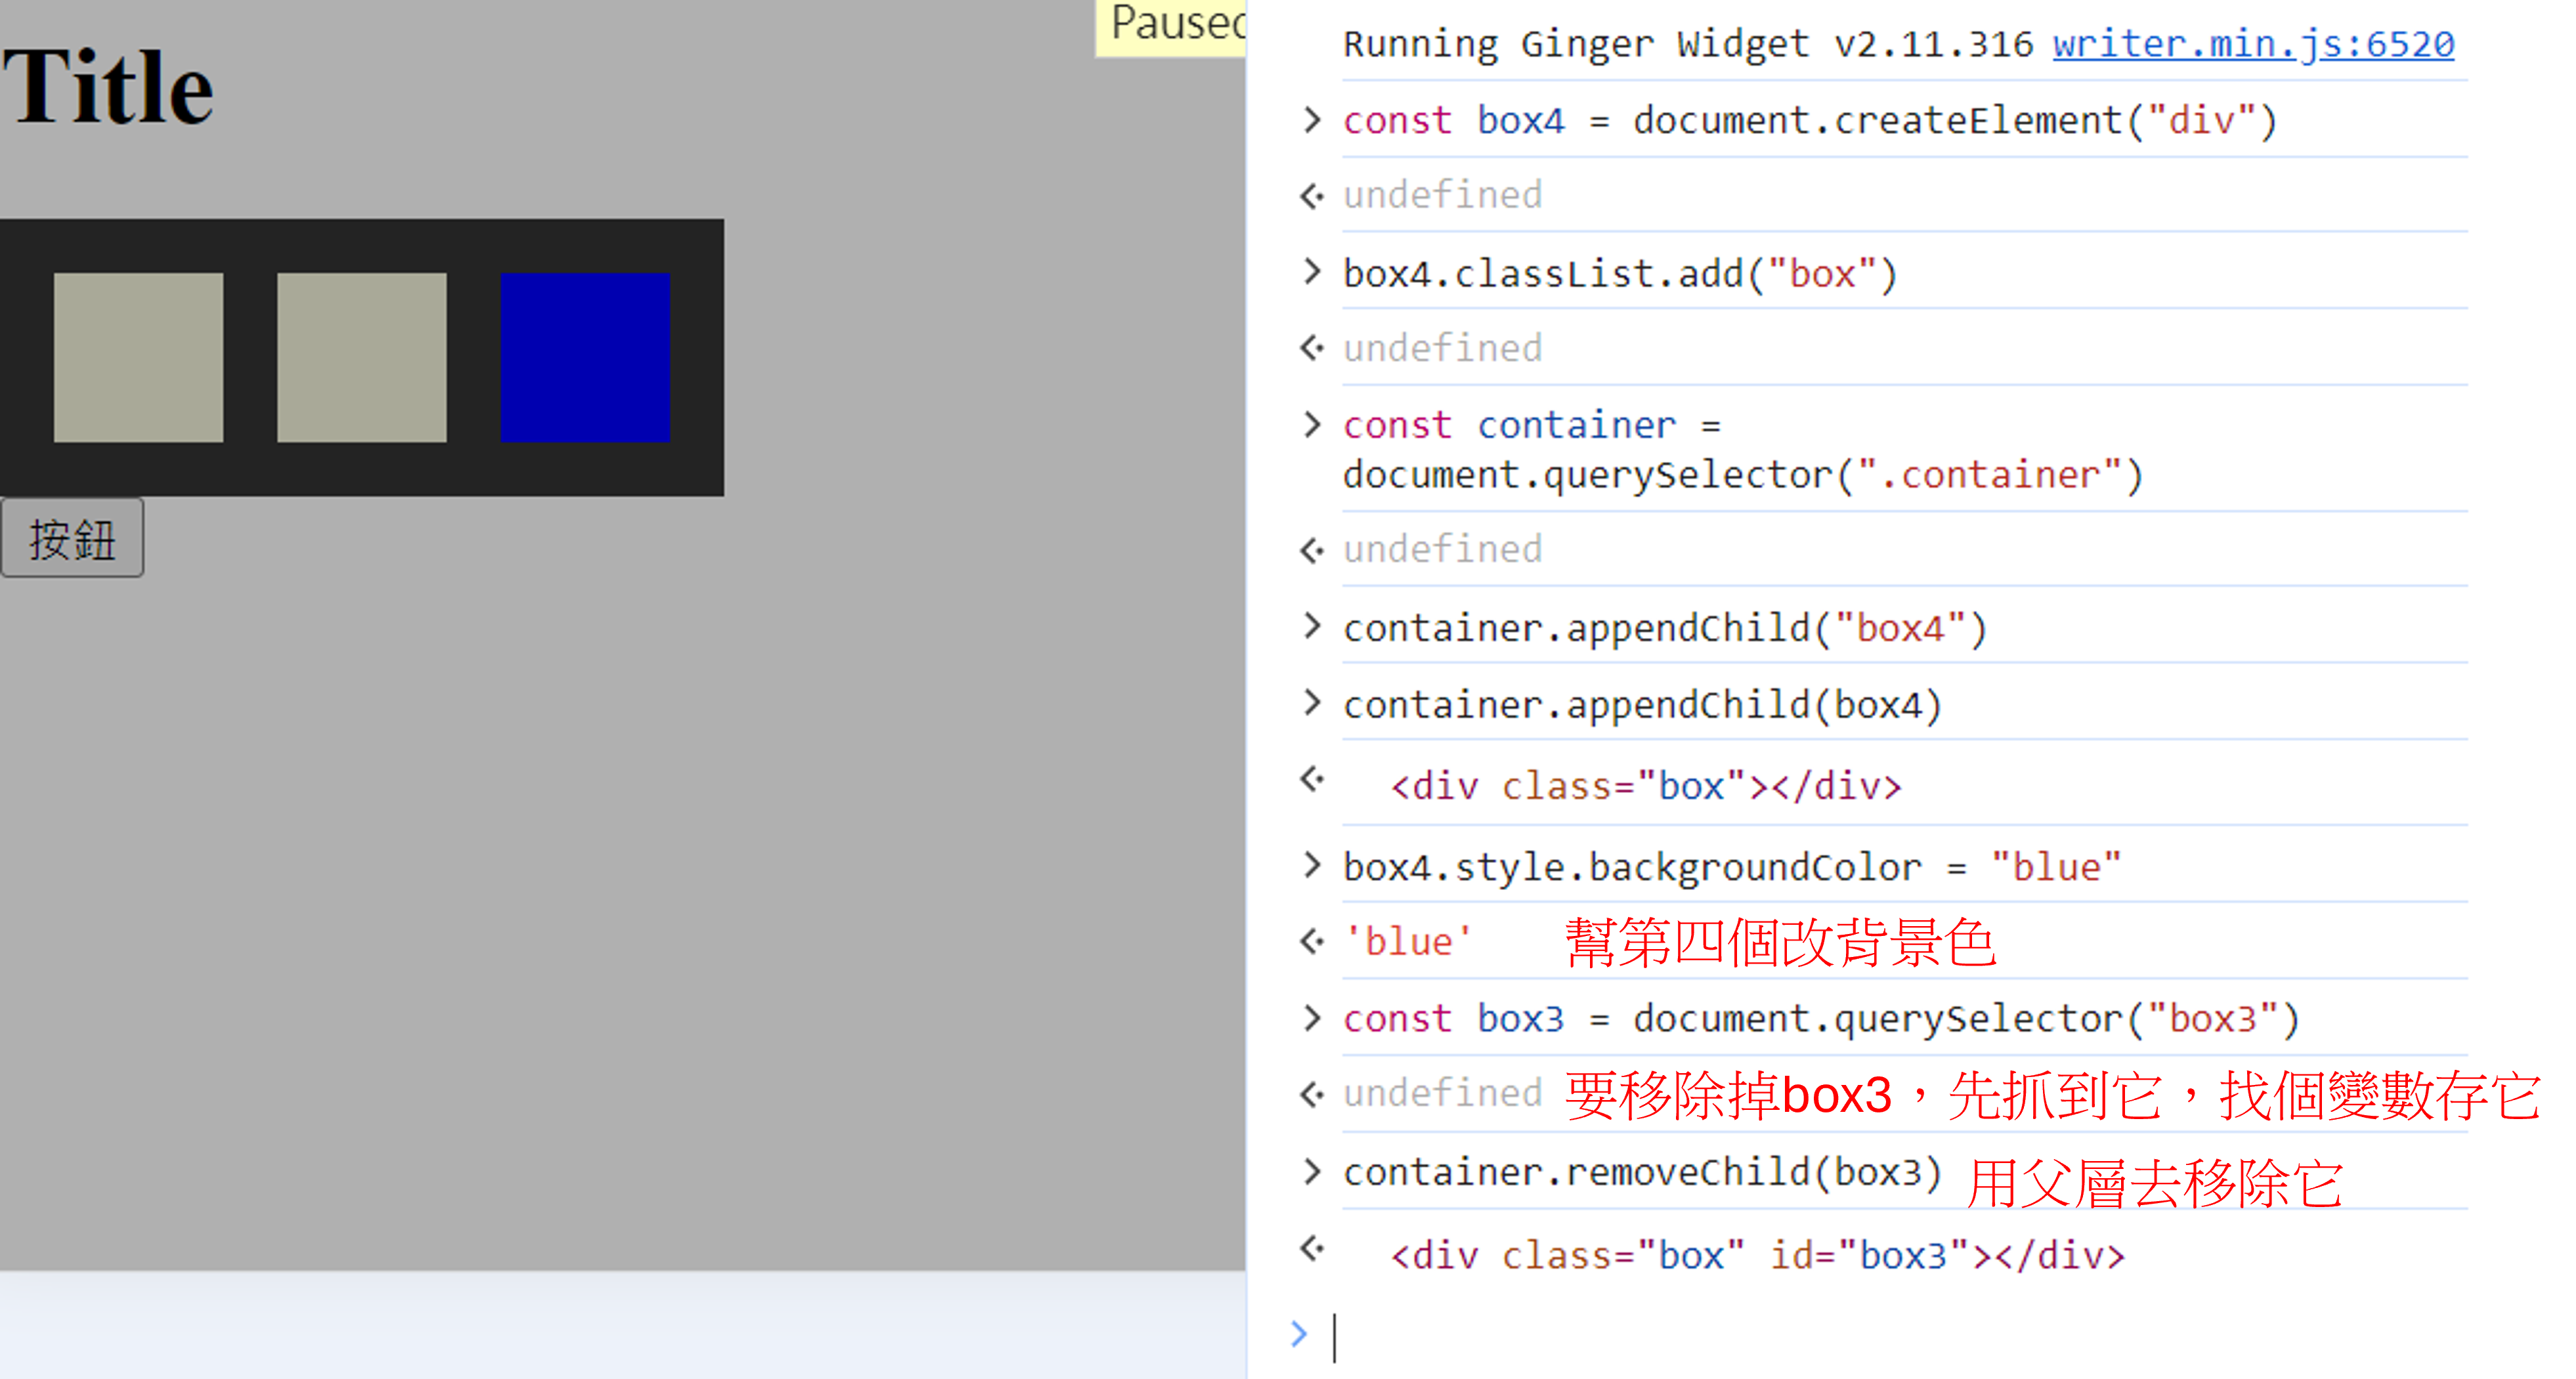 Paused
Title
按鈕
Running Ginger Widget v2.11.316 writer.min.js:6520
> const box4 = document.createElement("div")
undefined
> box4.classList.add("box")
undefined
> const container =
document.querySelector(".container")
undefined
> container.appendChild("box4")
> container.appendChild(box4)
<div class="box"></div>
> box4.style.backgroundColor = "blue"
'blue' 幫第四個改背景色
> const box3 = document.querySelector("box3")
undefined 要移除掉box3，先抓到它，找個變數存它
> container.removeChild(box3) 用父層去移除它
<div class="box" id="box3"></div>
>